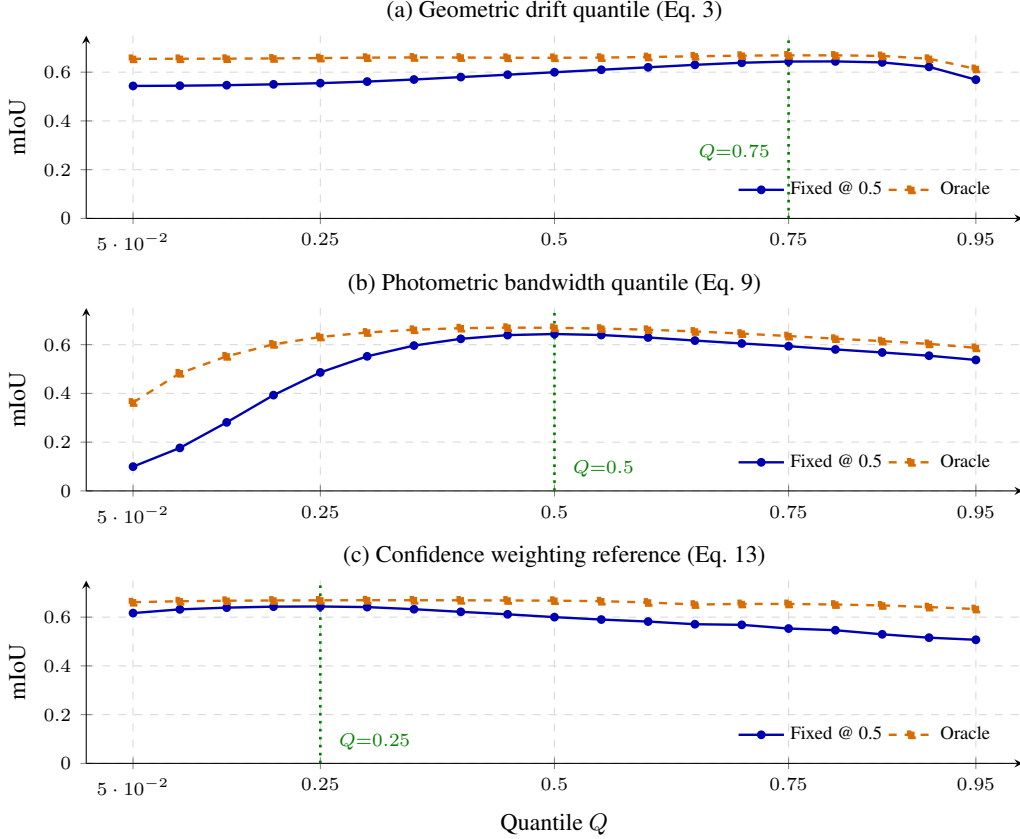 (a) Geometric drift quantile (Eq. 3)
mIoU
0.6
0.4
0.2
0
Q=0.75
Fixed @ 0.5 Oracle
5 · 10⁻² 0.25 0.5 0.75 0.95
(b) Photometric bandwidth quantile (Eq. 9)
mIoU
0.6
0.4
0.2
0
Q=0.5
Fixed @ 0.5 Oracle
5 · 10⁻² 0.25 0.5 0.75 0.95
(c) Confidence weighting reference (Eq. 13)
mIoU
0.6
0.4
0.2
0
Q=0.25
Fixed @ 0.5 Oracle
5 · 10⁻² 0.25 0.5 0.75 0.95
Quantile Q